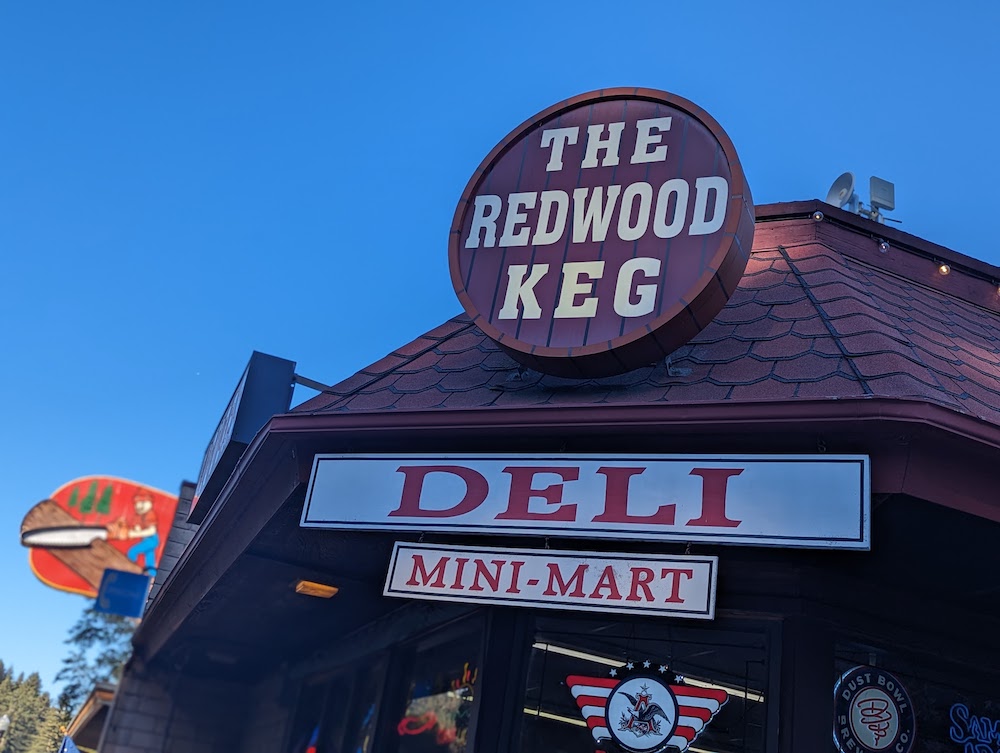 THE
REDWOOD
KEG
DELI
MINI-MART
DUST BOWL